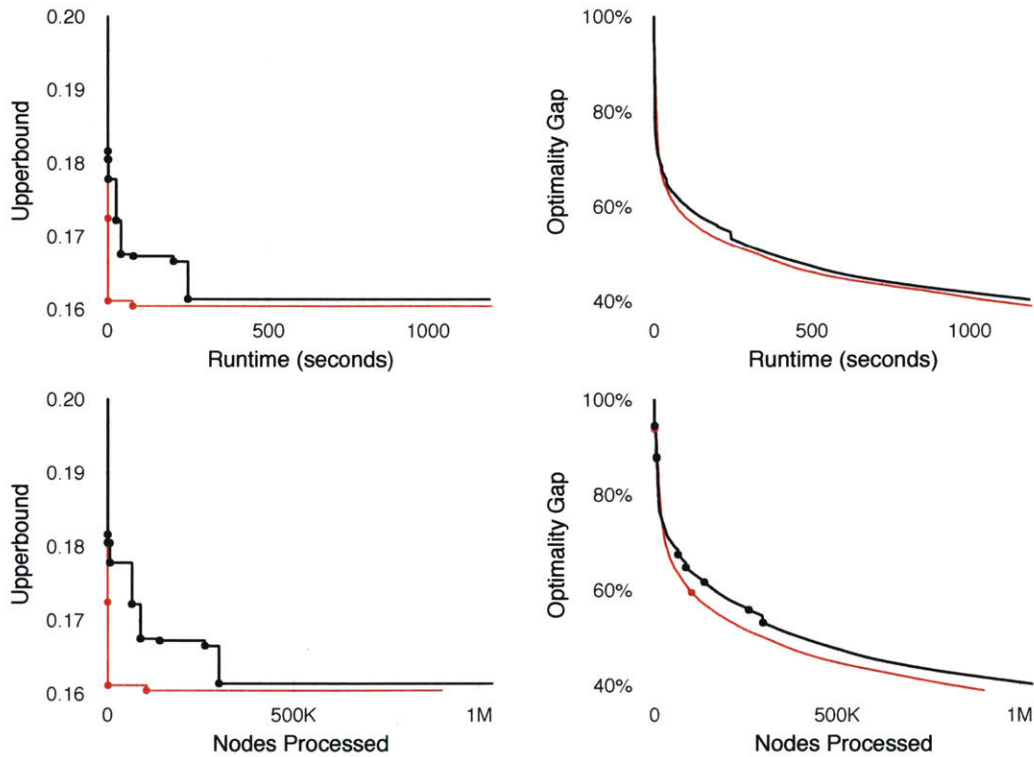 0.20
0.19
0.18
0.17
0.16
Upperbound
0
500
1000
Runtime (seconds)
100%
80%
60%
40%
Optimality Gap
0
500
1000
Runtime (seconds)
0.20
0.19
0.18
0.17
0.16
Upperbound
0
500K
1M
Nodes Processed
100%
80%
60%
40%
Optimality Gap
0
500K
1M
Nodes Processed